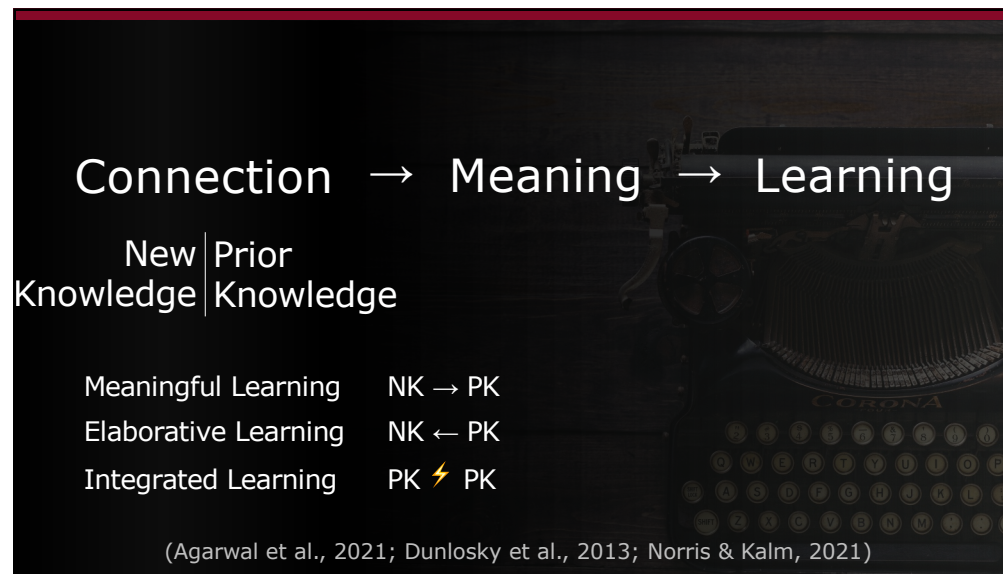 Connection → Meaning → Learning
New | Prior
Knowledge | Knowledge
Meaningful Learning NK → PK
Elaborative Learning NK ← PK
Integrated Learning PK ⚡ PK
CORONA
Q W E R T Y U I O P
A S D F G H J K L
Z X C V B N M
(Agarwal et al., 2021; Dunlosky et al., 2013; Norris & Kalm, 2021)